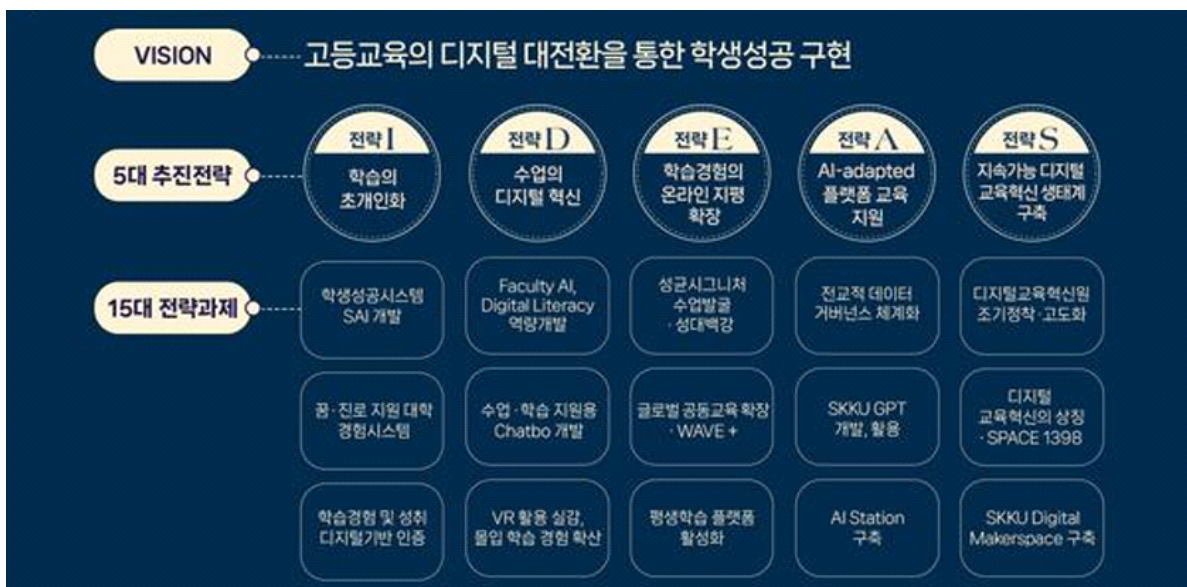 VISION
고등교육의 디지털 대전환을 통한 학생성공 구현
5대 추진전략
전략 I
학습의
초개인화
전략 D
수업의
디지털 혁신
전략 E
학습경험의
온라인 지평
확장
전략 A
AI-adapted
플랫폼 교육
지원
전략 S
지속가능 디지털
교육혁신 생태계
구축
15대 전략과제
학생성공시스템
SAI 개발
Faculty AI,
Digital Literacy
역량개발
성균시그니처
수업발굴
· 성대백강
전교적 데이터
거버넌스 체계화
디지털교육혁신원
조기정착·고도화
꿈·진로 지원 대학
경험시스템
수업·학습 지원용
Chatbo 개발
글로벌 공동교육 확장
· WAVE +
SKKU GPT
개발, 활용
디지털
교육혁신의 상징
· SPACE 1398
학습경험 및 성취
디지털기반 인증
VR 활용 실감,
몰입 학습 경험 확산
평생학습 플랫폼
활성화
AI Station
구축
SKKU Digital
Makerspace 구축